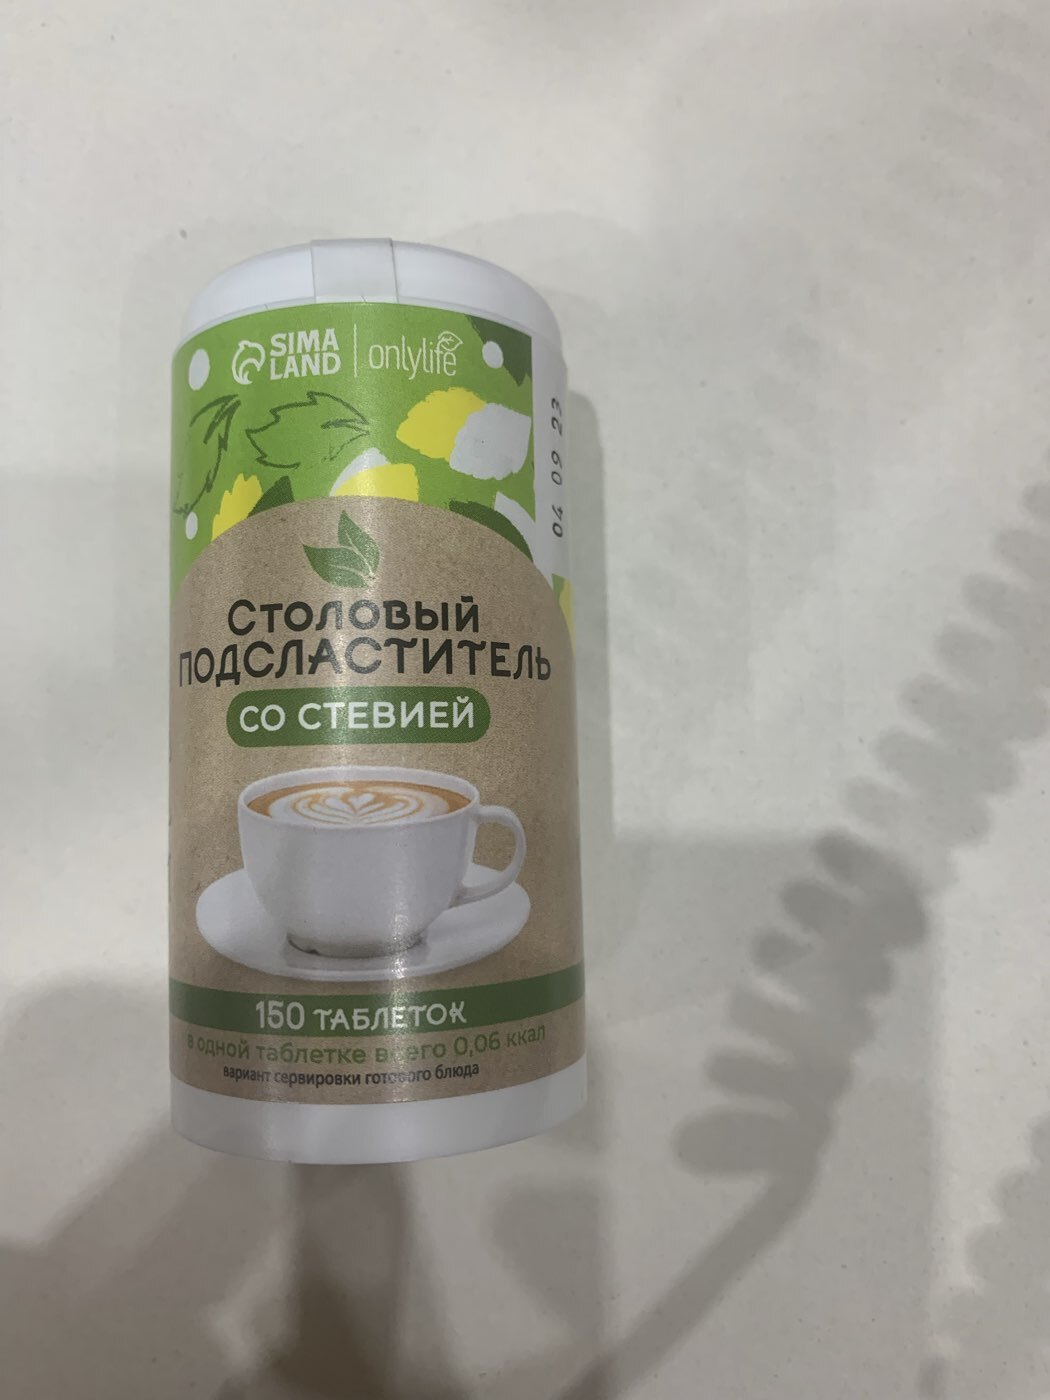 SIMA
LAND
onlylife
04 09 23
Столовый
ПОДСЛАСТИТЕЛЬ
СО СТЕВИЕЙ
150 ТАБЛЕТОК
в одной таблетке всего 0,06 ккал
вариант сервировки готового блюда